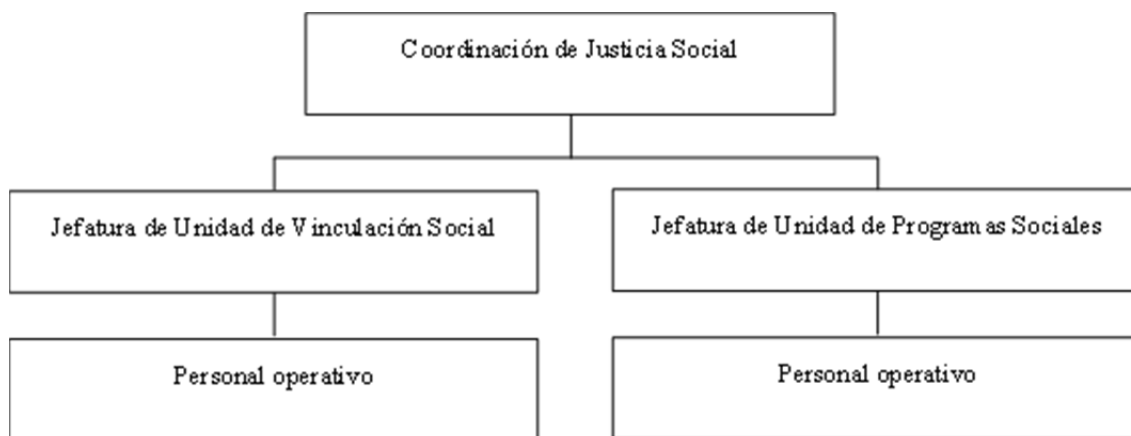 Coordinación de Justicia Social
Jefatura de Unidad de Vinculación Social
Jefatura de Unidad de Programas Sociales
Personal operativo
Personal operativo